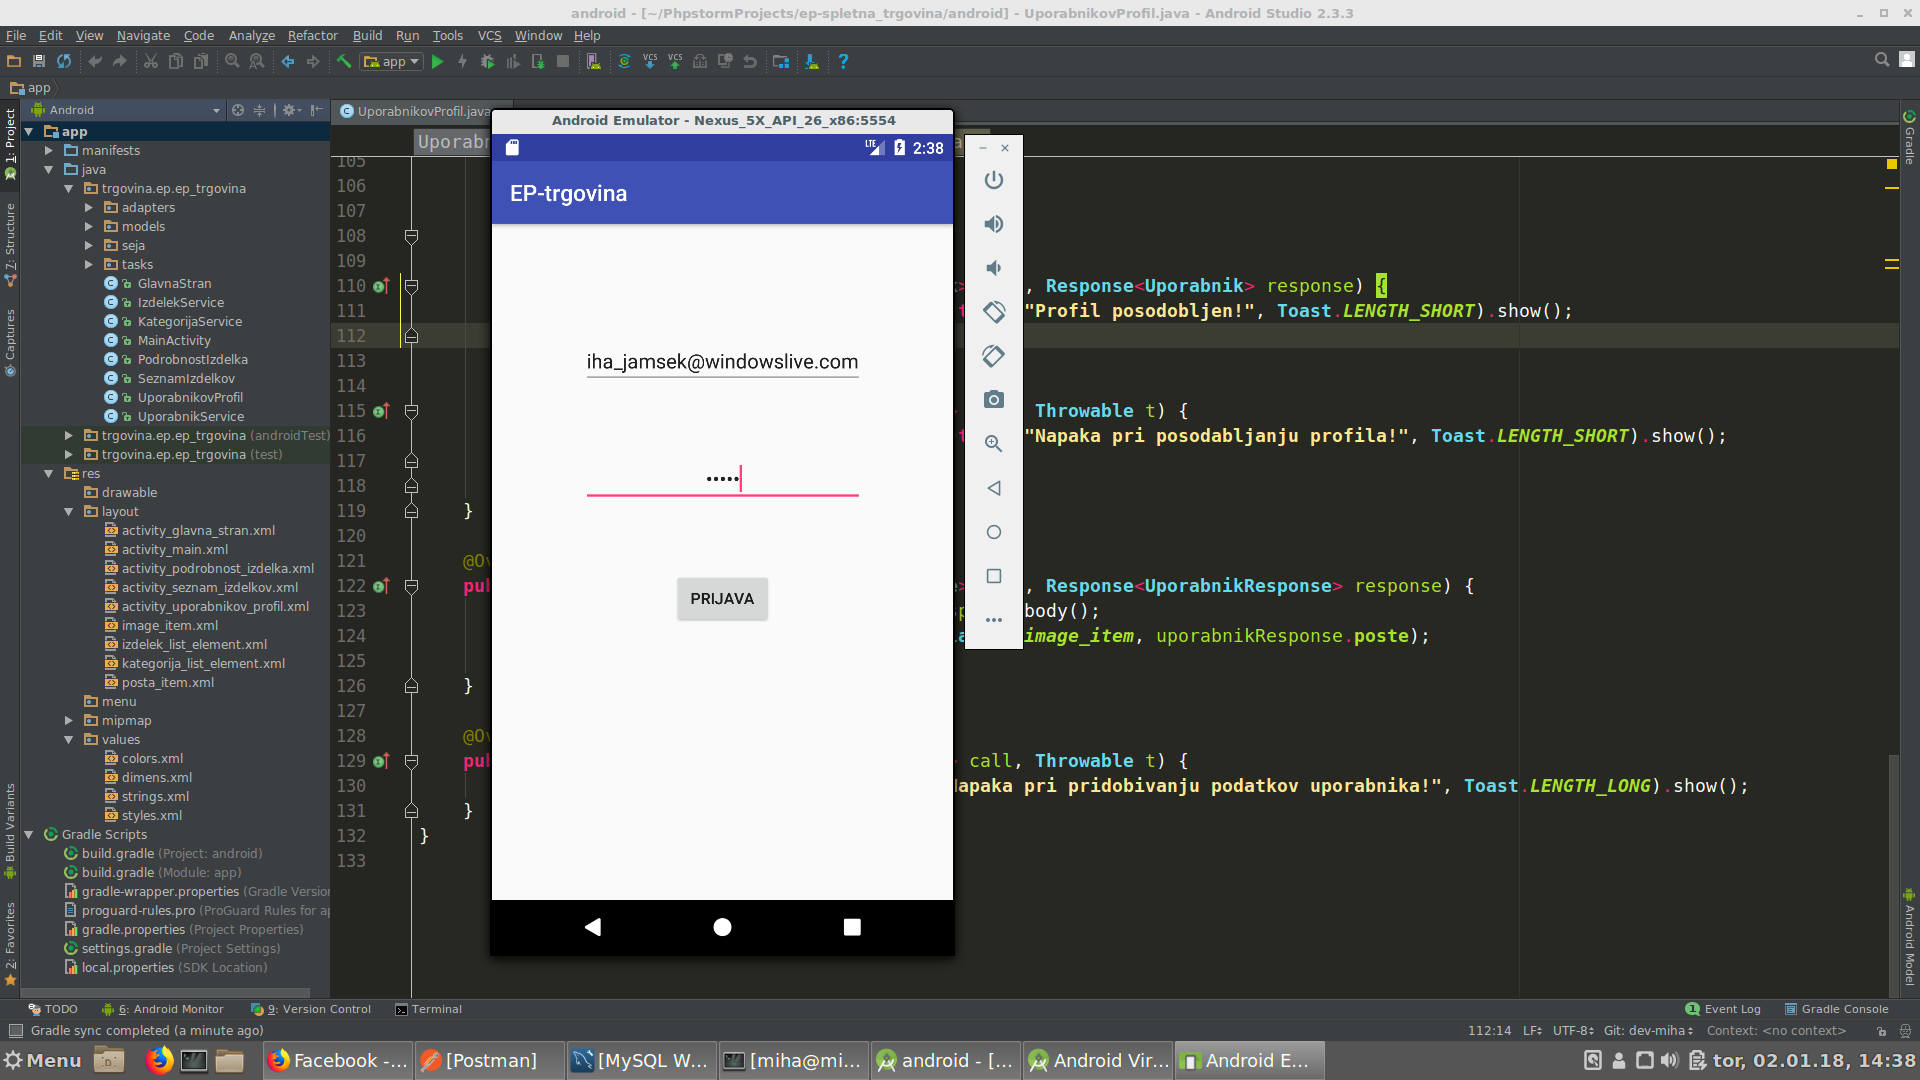 android - [~/PhpstormProjects/ep-spletna_trgovina/android] - UporabnikovProfil.java - Android Studio 2.3.3
File Edit View Navigate Code Analyze Refactor Build Run Tools VCS Window Help
app
VCS VCS
app
Android
UporabnikovProfil.java
1: Project
7: Structure
Captures
Build Variants
2: Favorites
app
manifests
java
trgovina.ep.ep_trgovina
adapters
models
seja
tasks
GlavnaStran
IzdelekService
KategorijaService
MainActivity
PodrobnostIzdelka
SeznamIzdelkov
UporabnikovProfil
UporabnikService
trgovina.ep.ep_trgovina (androidTest)
trgovina.ep.ep_trgovina (test)
res
drawable
layout
activity_glavna_stran.xml
activity_main.xml
activity_podrobnost_izdelka.xml
activity_seznam_izdelkov.xml
activity_uporabnikov_profil.xml
image_item.xml
izdelek_list_element.xml
kategorija_list_element.xml
posta_item.xml
menu
mipmap
values
colors.xml
dimens.xml
strings.xml
styles.xml
Gradle Scripts
build.gradle (Project: android)
build.gradle (Module: app)
gradle-wrapper.properties (Gradle Version
proguard-rules.pro (ProGuard Rules for ap
gradle.properties (Project Properties)
settings.gradle (Project Settings)
local.properties (SDK Location)
Android Emulator - Nexus_5X_API_26_x86:5554
LTE 2:38
EP-trgovina
iha_jamsek@windowslive.com
•••••
PRIJAVA
Uporab
105
106
107
108
109
110 , Response<Uporabnik> response) {
111 "Profil posodobljen!", Toast.LENGTH_SHORT).show();
112
113
114
115 Throwable t) {
116 "Napaka pri posodabljanju profila!", Toast.LENGTH_SHORT).show();
117
118
119 }
120
121 @Ov
122 pub , Response<UporabnikResponse> response) {
123 body();
124 image_item, uporabnikResponse.poste);
125
126 }
127
128 @Ov
129 pub call, Throwable t) {
130 apaka pri pridobivanju podatkov uporabnika!", Toast.LENGTH_LONG).show();
131 }
132 }
133
Gradle
Android Model
TODO 6: Android Monitor 9: Version Control Terminal
1 Event Log Gradle Console
Gradle sync completed (a minute ago)
112:14 LF UTF-8 Git: dev-miha Context: <no context>
Menu Facebook -... [Postman] [MySQL W... [miha@mi... android - [... Android Vir... Android E...
tor, 02.01.18, 14:38